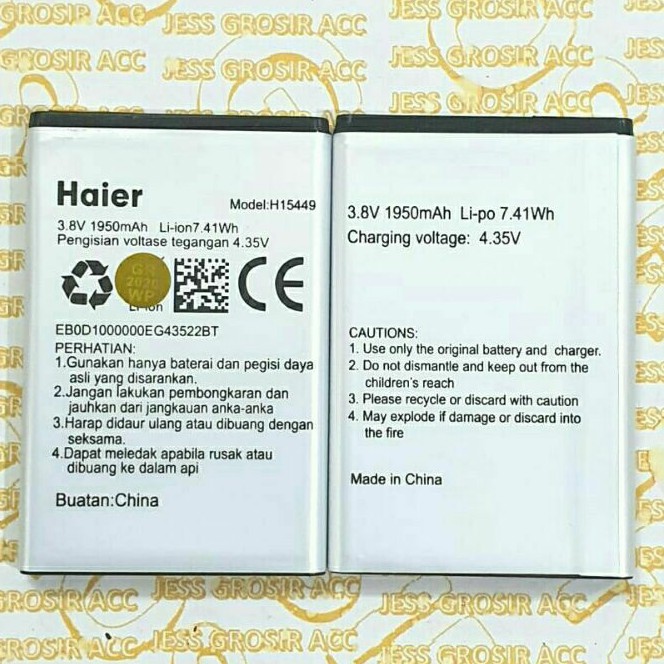 Haier
Model:H15449
3.8V 1950mAh Li-ion7.41Wh
Pengisian voltase tegangan 4.35V
GR
2020
WP
Li-ion
EB0D1000000EG43522BT
PERHATIAN:
1.Gunakan hanya baterai dan pegisi daya
asli yang disarankan.
2.Jangan lakukan pembongkaran dan
jauhkan dari jangkauan anka-anka
3.Harap didaur ulang atau dibuang dengan
seksama.
4.Dapat meledak apabila rusak atau
dibuang ke dalam api
Buatan:China
3.8V 1950mAh Li-po 7.41Wh
Charging voltage: 4.35V
CAUTIONS:
1. Use only the original battery and charger.
2. Do not dismantle and keep out from the
children's reach
3. Please recycle or discard with caution
4. May explode if damage or discard into
the fire
Made in China
JESS GROSIR ACC